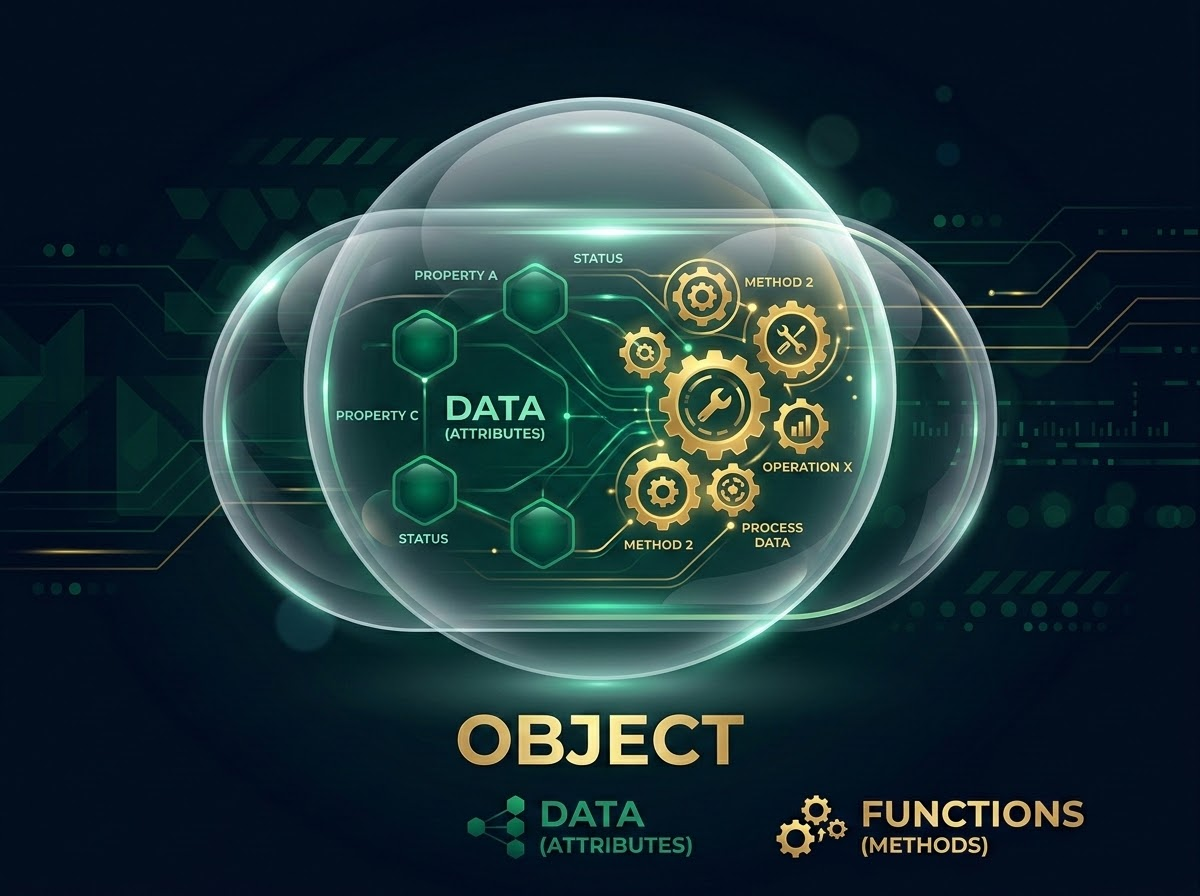 STATUS
PROPERTY A
METHOD 2
PROPERTY C
DATA
(ATTRIBUTES)
OPERATION X
STATUS
METHOD 2
PROCESS
DATA
OBJECT
DATA
(ATTRIBUTES)
FUNCTIONS
(METHODS)